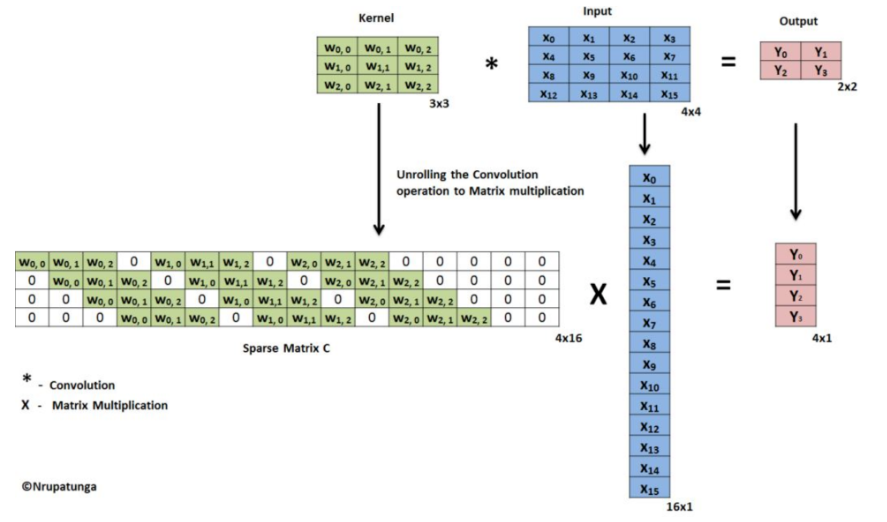 Kernel
Input
Output
w0, 0 w0, 1 w0, 2
w1, 0 w1,1 w1, 2
w2, 0 w2, 1 w2, 2
3x3
*
x0 x1 x2 x3
x4 x5 x6 x7
x8 x9 x10 x11
x12 x13 x14 x15
4x4
=
Y0 Y1
Y2 Y3
2x2
Unrolling the Convolution
operation to Matrix multiplication
w0, 0 w0, 1 w0, 2 0 w1, 0 w1,1 w1, 2 0 w2, 0 w2, 1 w2, 2 0 0 0 0 0
0 w0, 0 w0, 1 w0, 2 0 w1, 0 w1,1 w1, 2 0 w2, 0 w2, 1 w2, 2 0 0 0 0
0 0 w0, 0 w0, 1 w0, 2 0 w1, 0 w1,1 w1, 2 0 w2, 0 w2, 1 w2, 2 0 0 0
0 0 0 w0, 0 w0, 1 w0, 2 0 w1, 0 w1,1 w1, 2 0 w2, 0 w2, 1 w2, 2 0 0
4x16
Sparse Matrix C
X
x0
x1
x2
x3
x4
x5
x6
x7
x8
x9
x10
x11
x12
x13
x14
x15
16x1
=
Y0
Y1
Y2
Y3
4x1
* - Convolution
X - Matrix Multiplication
©Nrupatunga